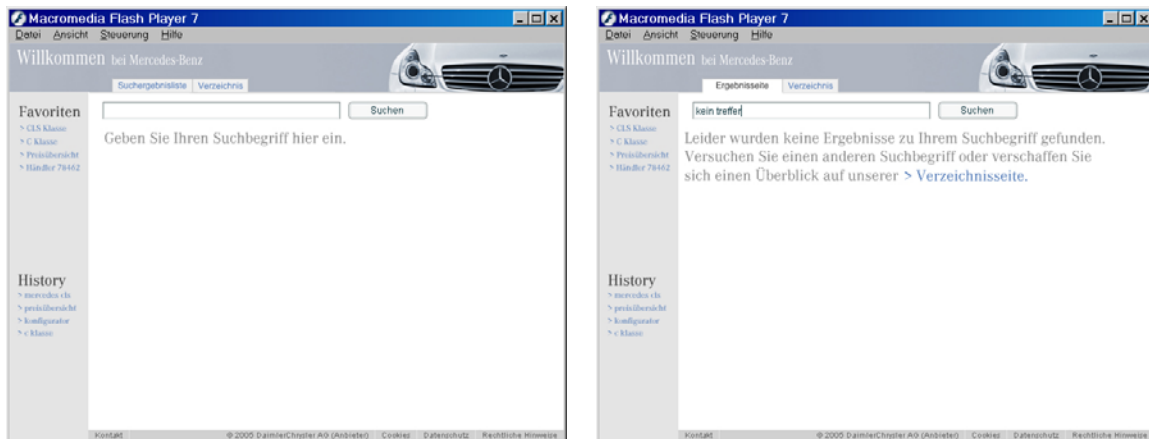 Macromedia Flash Player 7
Datei Ansicht Steuerung Hilfe
Willkommen bei Mercedes-Benz
Suchergebnisliste Verzeichnis
Favoriten
> CLS Klasse
> C Klasse
> Preisübersicht
> Händler 78462
Suchen
Geben Sie Ihren Suchbegriff hier ein.
History
> mercedes cls
> preisübersicht
> konfigurator
> c klasse
Kontakt © 2005 DaimlerChrysler AG (Anbieter) Cookies Datenschutz Rechtliche Hinweise
Macromedia Flash Player 7
Datei Ansicht Steuerung Hilfe
Willkommen bei Mercedes-Benz
Ergebnisseite Verzeichnis
Favoriten
> CLS Klasse
> C Klasse
> Preisübersicht
> Händler 78462
kein treffer Suchen
Leider wurden keine Ergebnisse zu Ihrem Suchbegriff gefunden.
Versuchen Sie einen anderen Suchbegriff oder verschaffen Sie
sich einen Überblick auf unserer > Verzeichnisseite.
History
> mercedes cls
> preisübersicht
> konfigurator
> c klasse
Kontakt © 2005 DaimlerChrysler AG (Anbieter) Cookies Datenschutz Rechtliche Hinweise